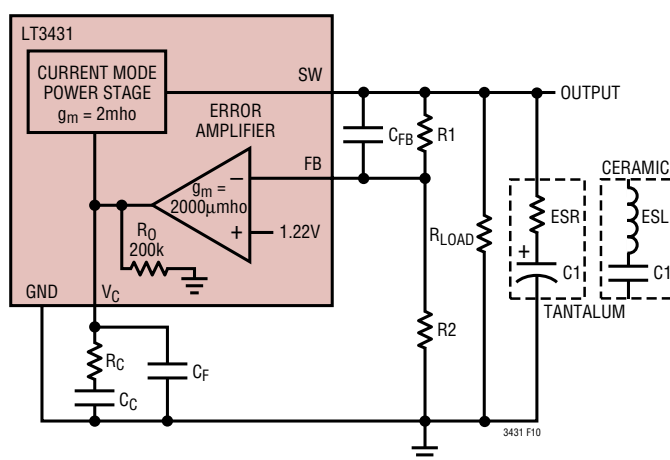 LT3431
CURRENT MODE
POWER STAGE
gm = 2mho
SW
OUTPUT
ERROR
AMPLIFIER
CFB
R1
FB
CERAMIC
gm =
2000µmho
–
+
1.22V
RO
200k
RLOAD
ESR
ESL
+
C1
C1
TANTALUM
GND
VC
R2
RC
CF
CC
3431 F10